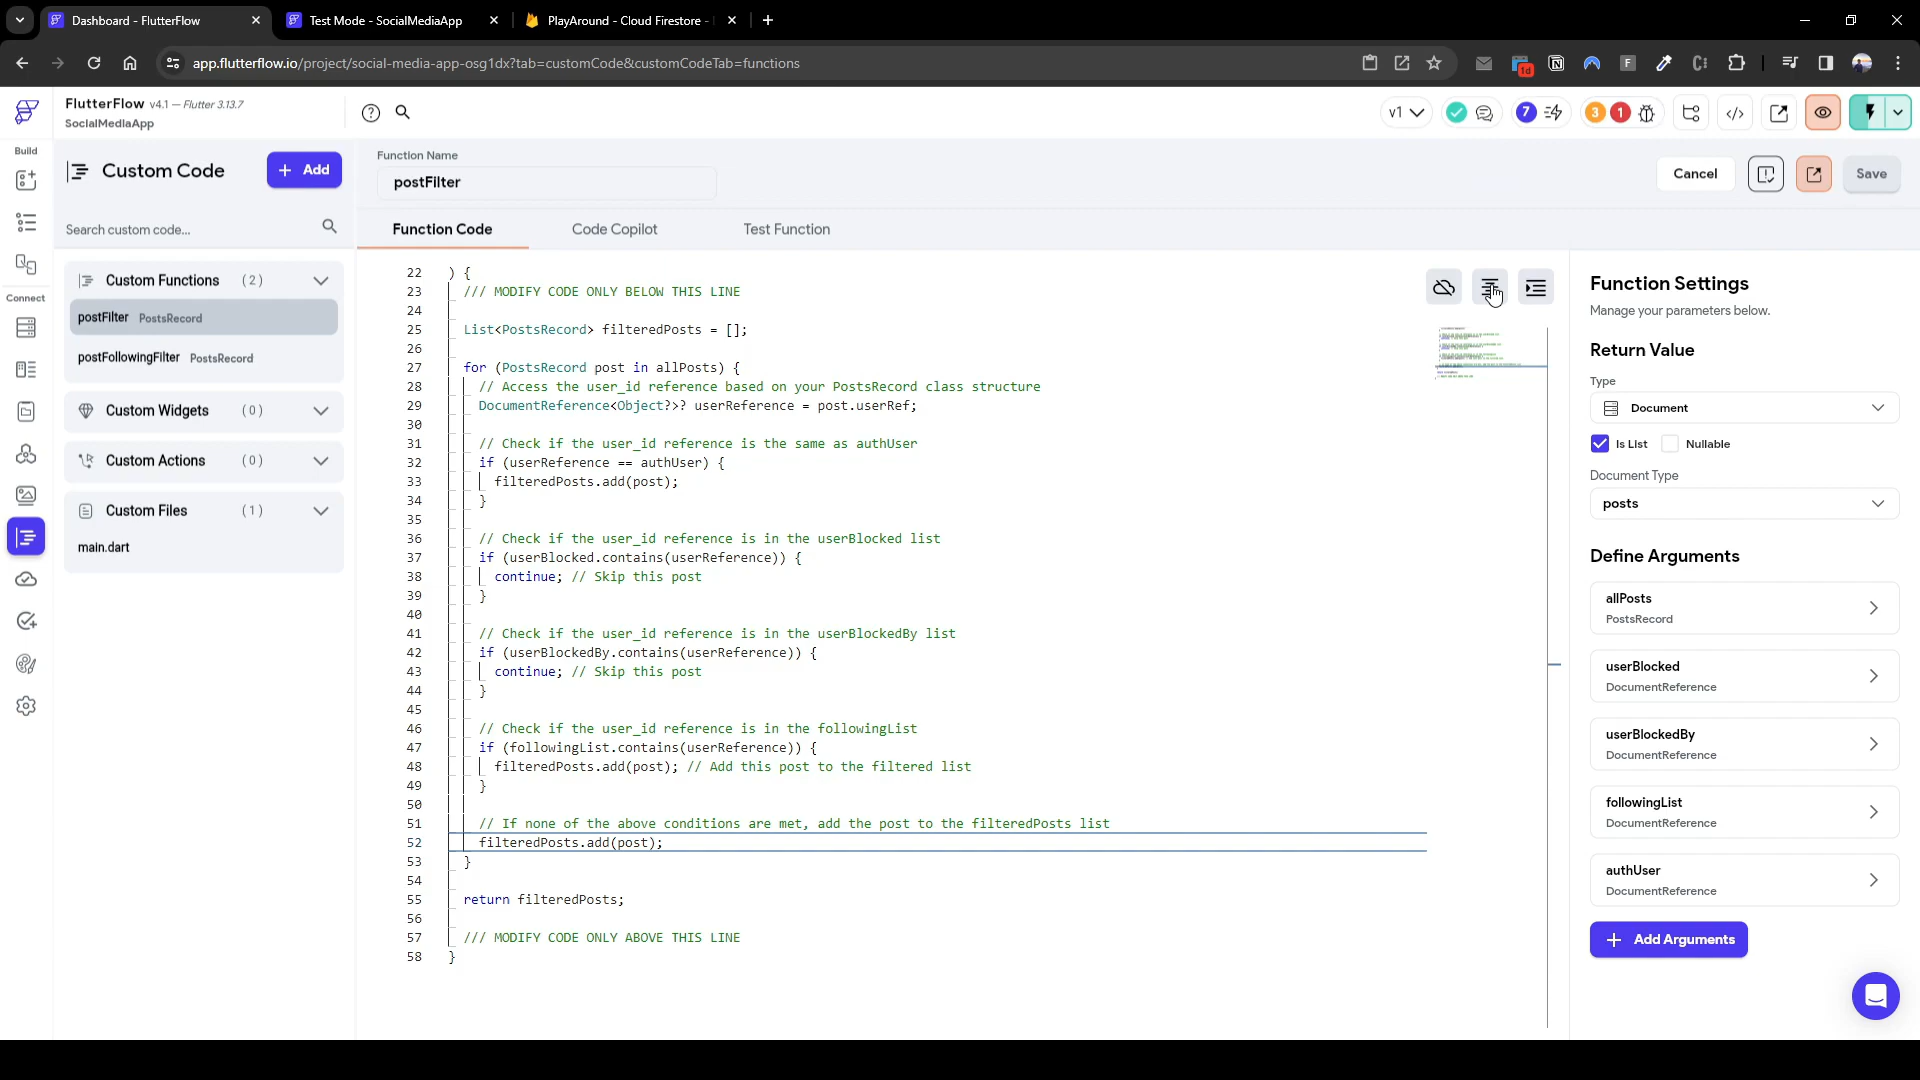 Dashboard - FlutterFlow
Test Mode - SocialMediaApp
PlayAround - Cloud Firestore -
app.flutterflow.io/project/social-media-app-osg1dx?tab=customCode&customCodeTab=functions
1d
FlutterFlow v4.1 — Flutter 3.13.7
SocialMediaApp
v1
7
3
1
Build
Connect
Custom Code
+ Add
Search custom code...
Custom Functions (2)
postFilter PostsRecord
postFollowingFilter PostsRecord
Custom Widgets (0)
Custom Actions (0)
Custom Files (1)
main.dart
Function Name
postFilter
Cancel
Save
Function Code
Code Copilot
Test Function
22 ) {
23 /// MODIFY CODE ONLY BELOW THIS LINE
24
25 List<PostsRecord> filteredPosts = [];
26
27 for (PostsRecord post in allPosts) {
28 // Access the user_id reference based on your PostsRecord class structure
29 DocumentReference<Object?>? userReference = post.userRef;
30
31 // Check if the user_id reference is the same as authUser
32 if (userReference == authUser) {
33 filteredPosts.add(post);
34 }
35
36 // Check if the user_id reference is in the userBlocked list
37 if (userBlocked.contains(userReference)) {
38 continue; // Skip this post
39 }
40
41 // Check if the user_id reference is in the userBlockedBy list
42 if (userBlockedBy.contains(userReference)) {
43 continue; // Skip this post
44 }
45
46 // Check if the user_id reference is in the followingList
47 if (followingList.contains(userReference)) {
48 filteredPosts.add(post); // Add this post to the filtered list
49 }
50
51 // If none of the above conditions are met, add the post to the filteredPosts list
52 filteredPosts.add(post);
53 }
54
55 return filteredPosts;
56
57 /// MODIFY CODE ONLY ABOVE THIS LINE
58 }
Function Settings
Manage your parameters below.
Return Value
Type
Document
Is List
Nullable
Document Type
posts
Define Arguments
allPosts
PostsRecord
userBlocked
DocumentReference
userBlockedBy
DocumentReference
followingList
DocumentReference
authUser
DocumentReference
+ Add Arguments